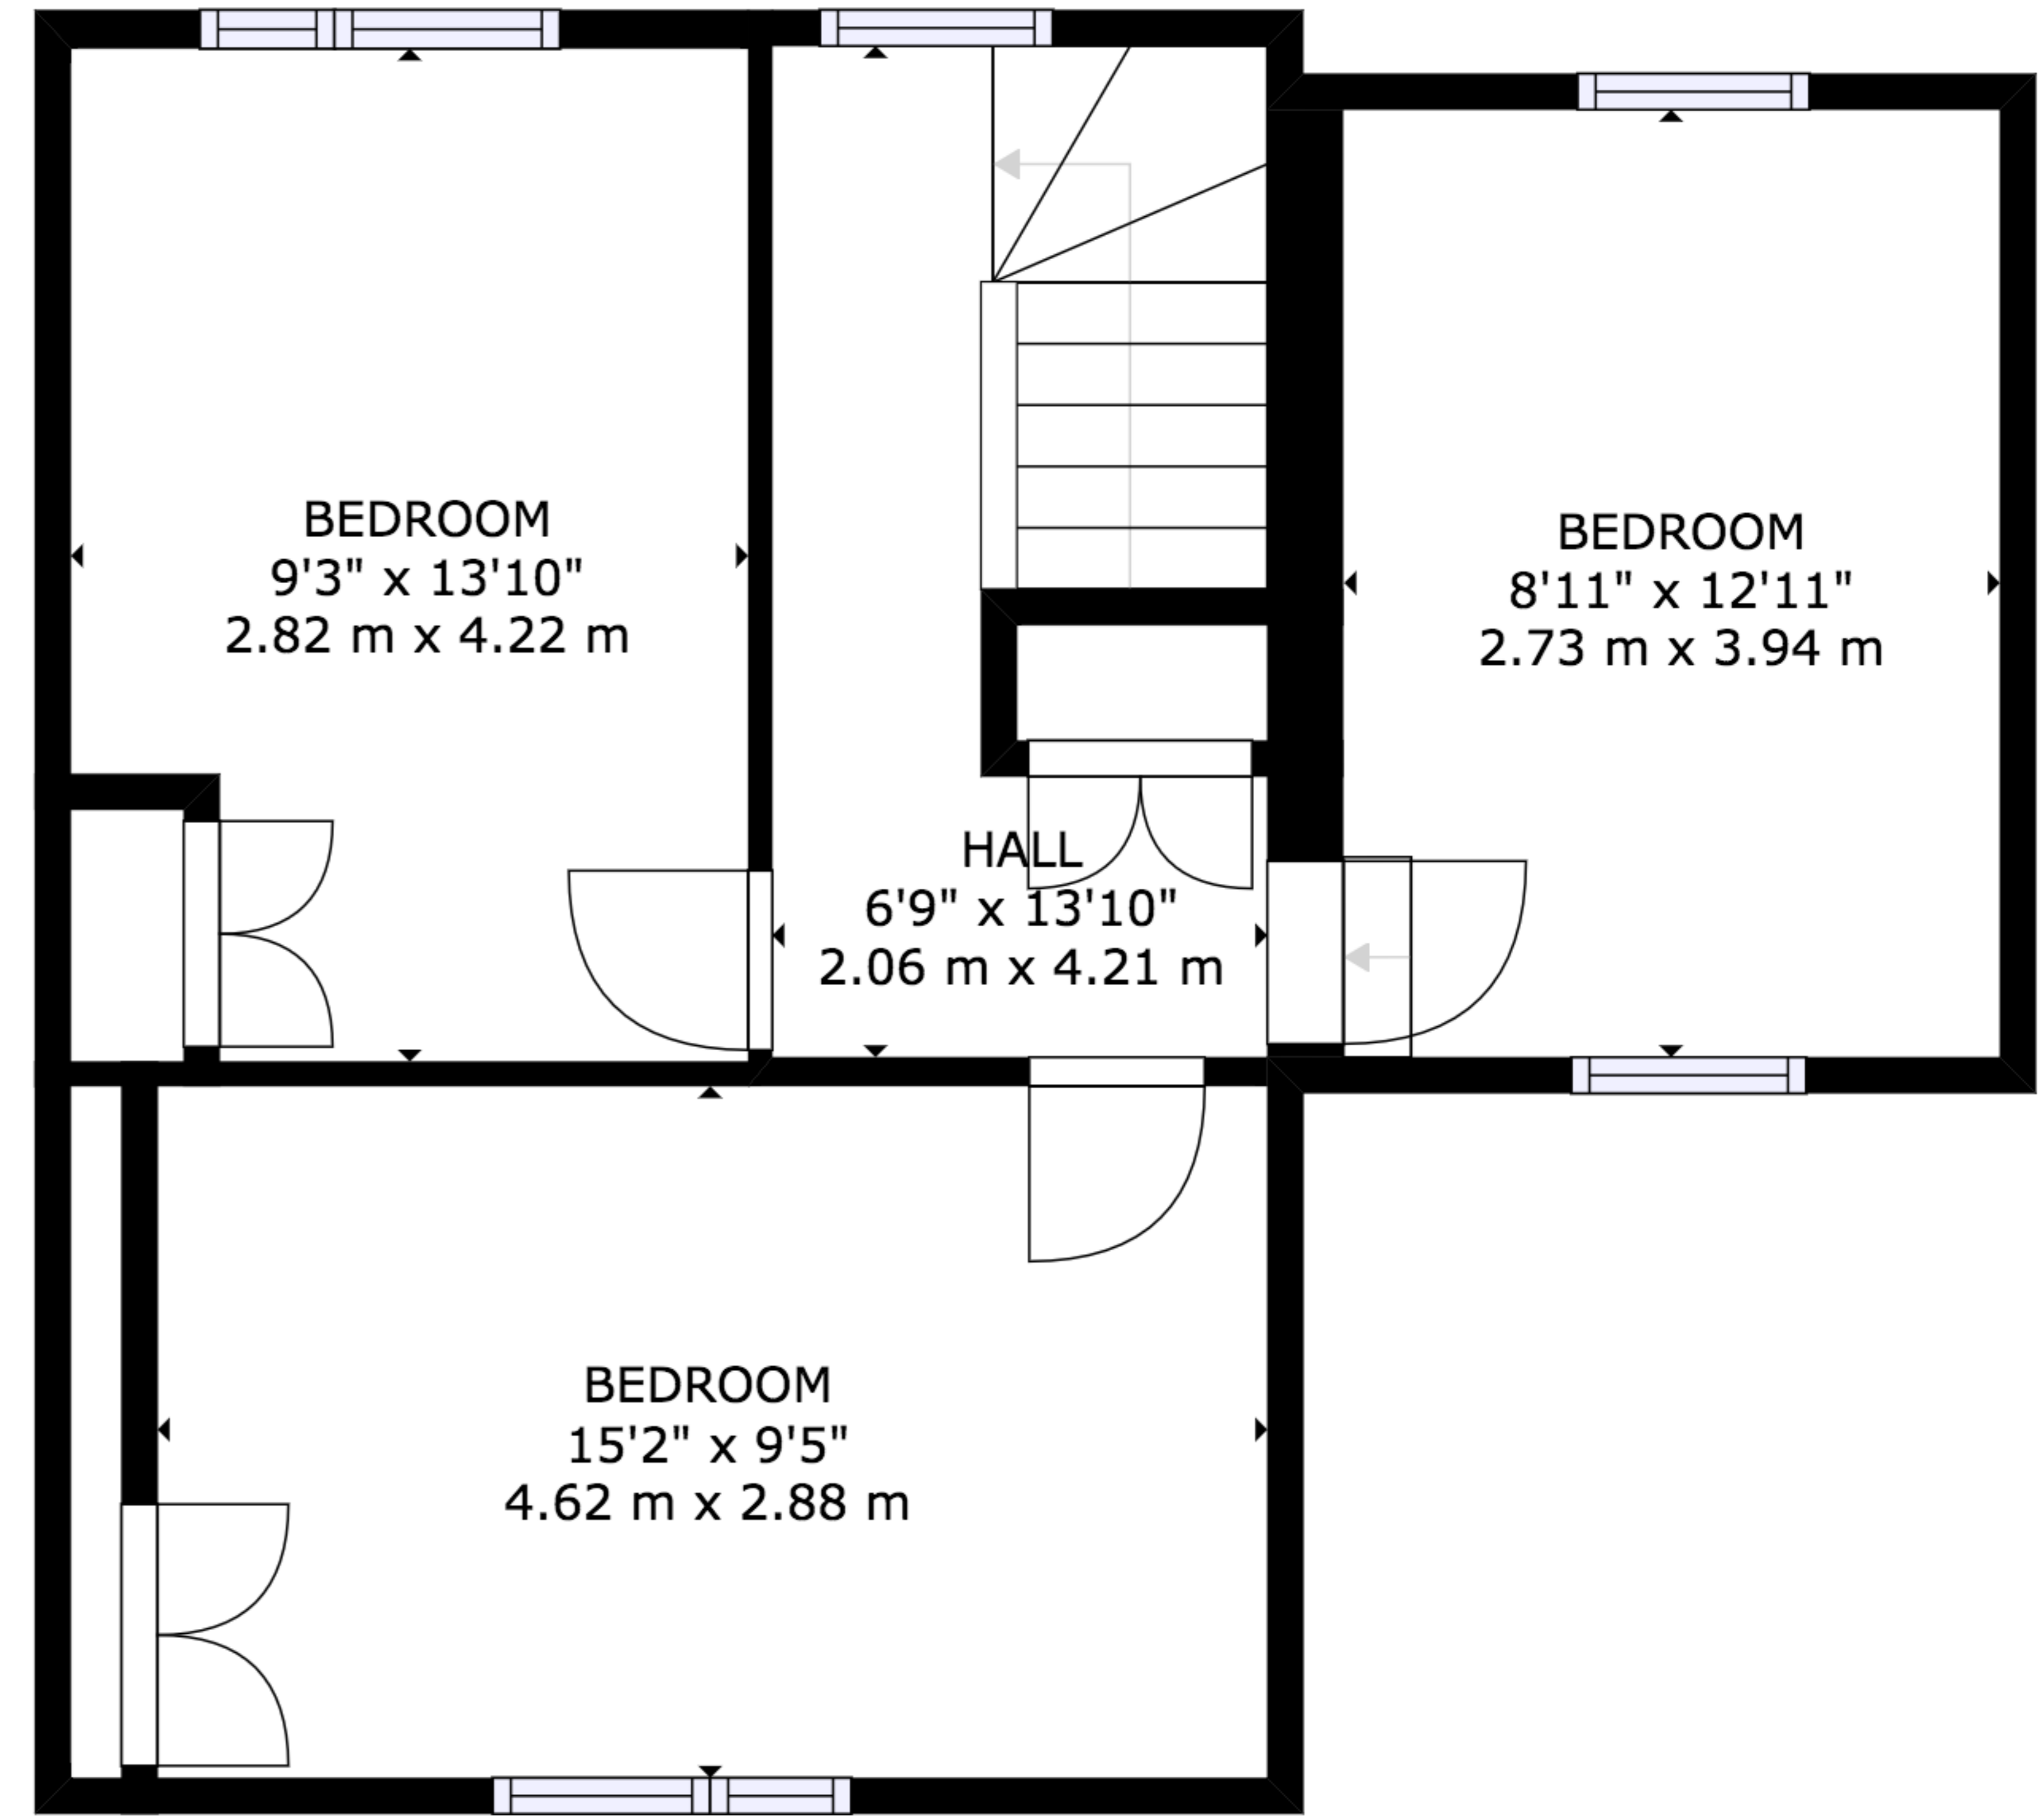 BEDROOM
9'3" x 13'10"
2.82 m x 4.22 m
BEDROOM
8'11" x 12'11"
2.73 m x 3.94 m
HALL
6'9" x 13'10"
2.06 m x 4.21 m
BEDROOM
15'2" x 9'5"
4.62 m x 2.88 m